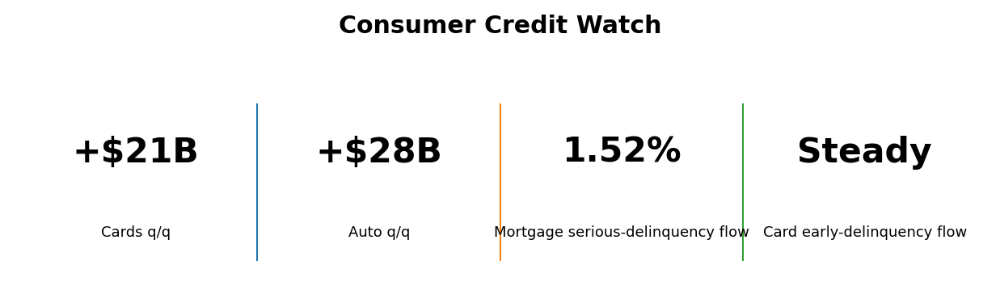 Consumer Credit Watch
+$21B
Cards q/q
+$28B
Auto q/q
1.52%
Mortgage serious-delinquency flow
Steady
Card early-delinquency flow